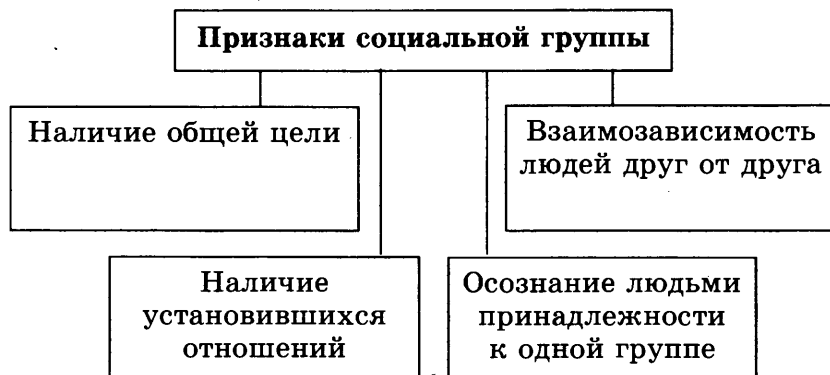 Признаки социальной группы
Наличие общей цели
Взаимозависимость
людей друг от друга
Наличие
установившихся
отношений
Осознание людьми
принадлежности
к одной группе